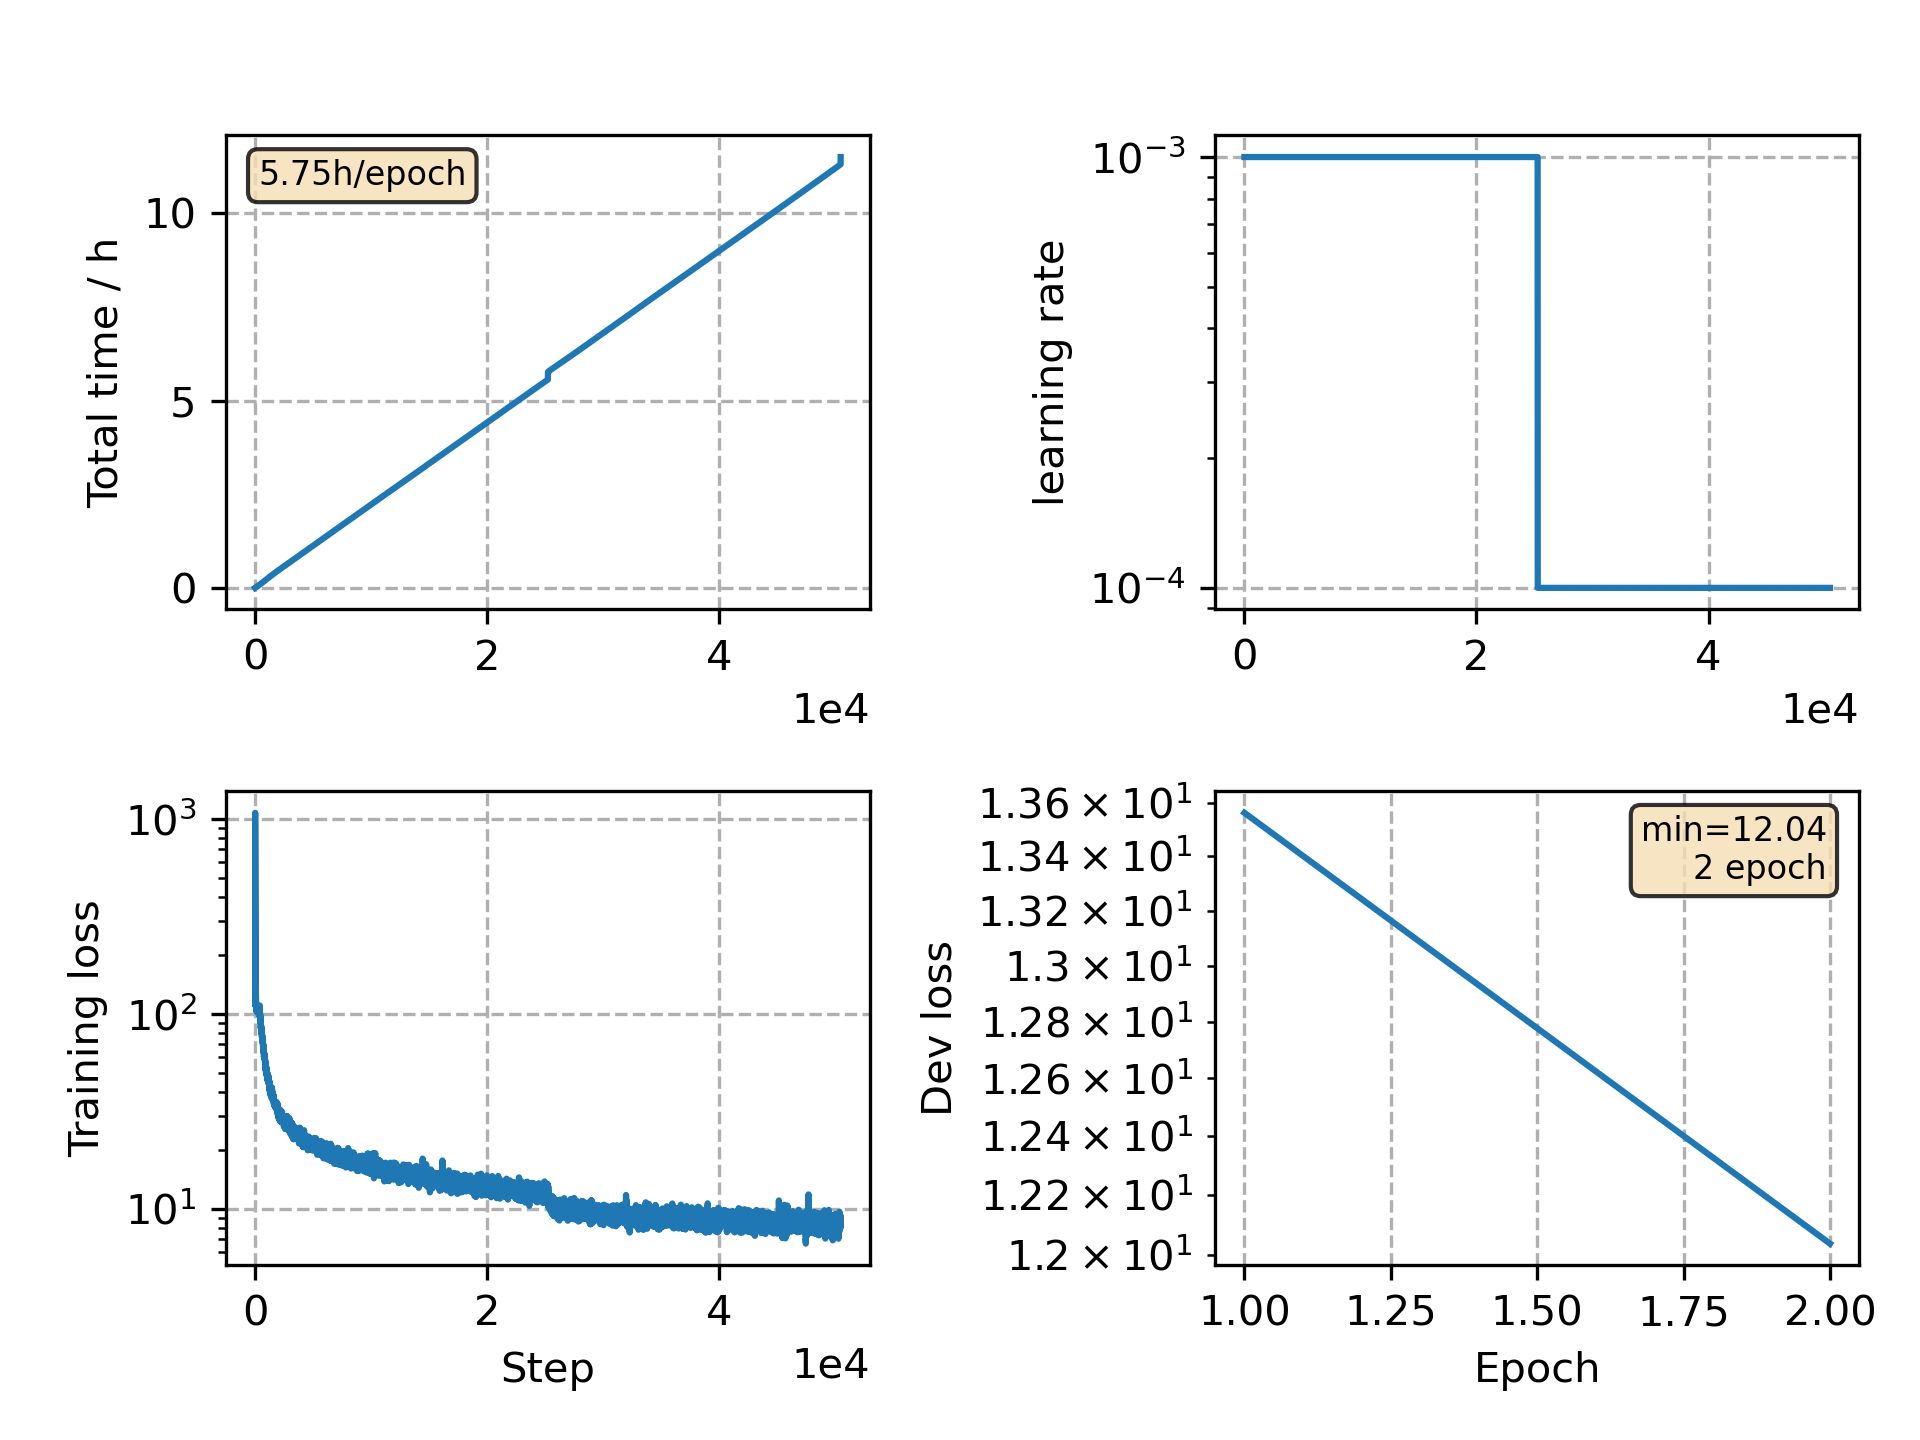 5.75h/epoch
Total time / h
10
5
0
0 2 4
1e4
learning rate
10⁻³
10⁻⁴
0 2 4
1e4
Training loss
10³
10²
10¹
0 2 4
1e4
Step
Dev loss
1.36 × 10¹
1.34 × 10¹
1.32 × 10¹
1.3 × 10¹
1.28 × 10¹
1.26 × 10¹
1.24 × 10¹
1.22 × 10¹
1.2 × 10¹
min=12.04
2 epoch
1.00 1.25 1.50 1.75 2.00
Epoch